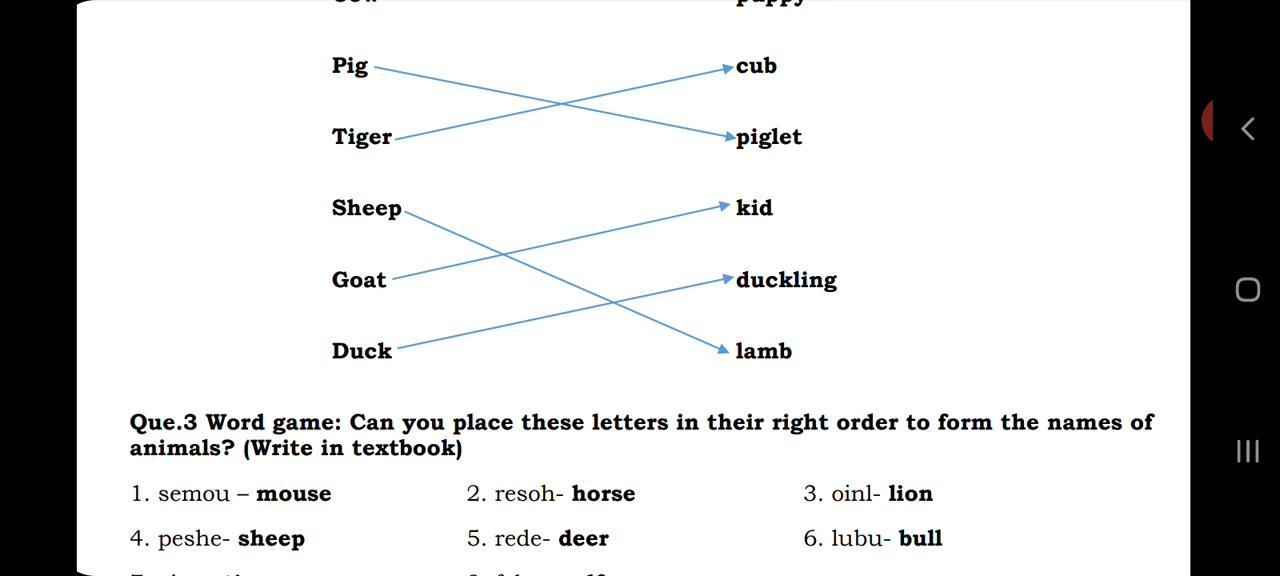 Pig cub
Tiger piglet
Sheep kid
Goat duckling
Duck lamb
Que.3 Word game: Can you place these letters in their right order to form the names of
animals? (Write in textbook)
1. semou – mouse 2. resoh- horse 3. oinl- lion
4. peshe- sheep 5. rede- deer 6. lubu- bull